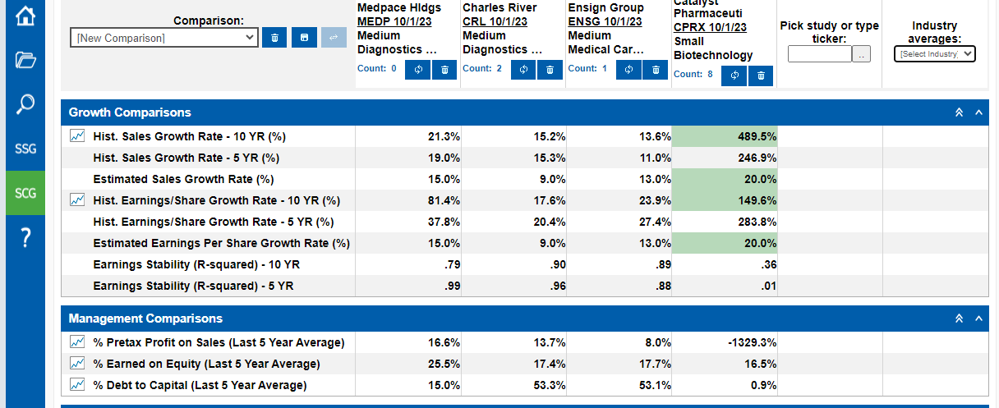 Comparison:
[New Comparison]
Medpace Hldgs
MEDP 10/1/23
Medium
Diagnostics ...
Count: 0
Charles River
CRL 10/1/23
Medium
Diagnostics ...
Count: 2
Ensign Group
ENSG 10/1/23
Medium
Medical Car...
Count: 1
Catalyst
Pharmaceuti
CPRX 10/1/23
Small
Biotechnology
Count: 8
Pick study or type
ticker:
..
Industry
averages:
[Select Industry]
SSG
SCG
?
Growth Comparisons
Hist. Sales Growth Rate - 10 YR (%) 21.3% 15.2% 13.6% 489.5%
Hist. Sales Growth Rate - 5 YR (%) 19.0% 15.3% 11.0% 246.9%
Estimated Sales Growth Rate (%) 15.0% 9.0% 13.0% 20.0%
Hist. Earnings/Share Growth Rate - 10 YR (%) 81.4% 17.6% 23.9% 149.6%
Hist. Earnings/Share Growth Rate - 5 YR (%) 37.8% 20.4% 27.4% 283.8%
Estimated Earnings Per Share Growth Rate (%) 15.0% 9.0% 13.0% 20.0%
Earnings Stability (R-squared) - 10 YR .79 .90 .89 .36
Earnings Stability (R-squared) - 5 YR .99 .96 .88 .01
Management Comparisons
% Pretax Profit on Sales (Last 5 Year Average) 16.6% 13.7% 8.0% -1329.3%
% Earned on Equity (Last 5 Year Average) 25.5% 17.4% 17.7% 16.5%
% Debt to Capital (Last 5 Year Average) 15.0% 53.3% 53.1% 0.9%